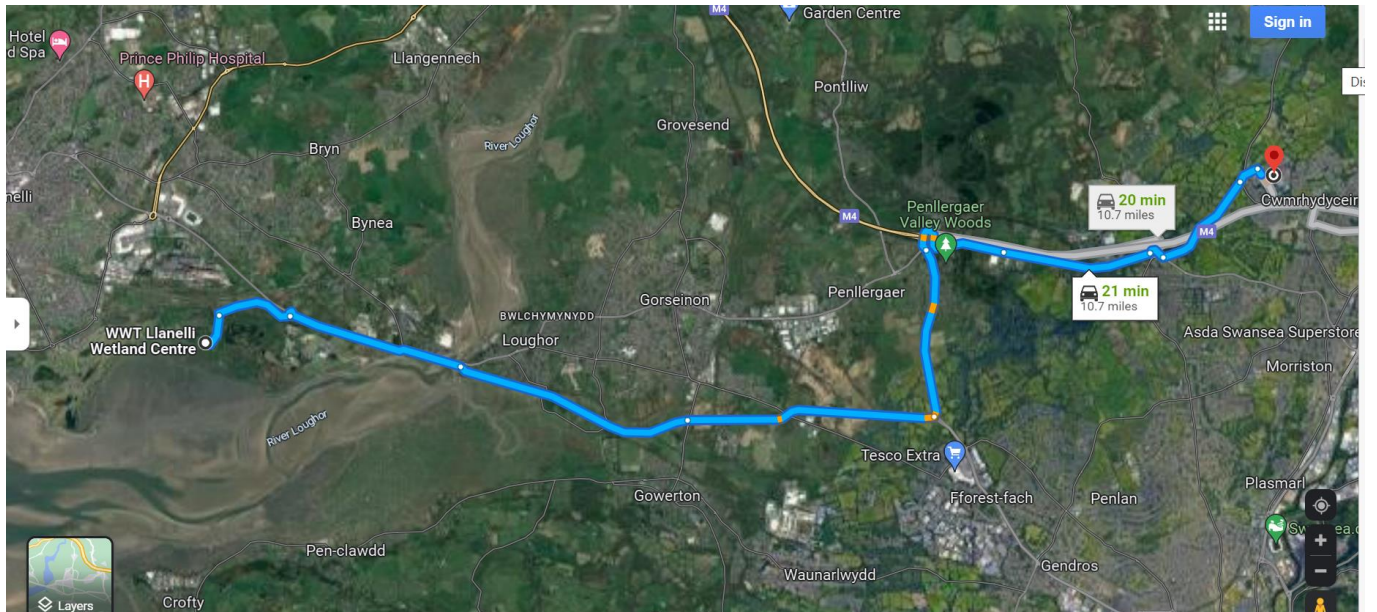 M4
Garden Centre
Sign in
Hotel
d Spa
Prince Philip Hospital
H
Llangennech
Dis
Pontlliw
Grovesend
River Loughor
Bryn
20 min
10.7 miles
Cwmrhydyceir
nelli
Penllergaer
Valley Woods
M4
M4
Bynea
21 min
10.7 miles
Penllergaer
Gorseinon
BWLCHYMYNYDD
Loughor
WWT Llanelli
Wetland Centre
Asda Swansea Superstore
Morriston
River Loughor
Tesco Extra
Plasmarl
Gowerton
Fforest-fach
Penlan
Pen-clawdd
Gendros
Waunarlwydd
Layers
Crofty